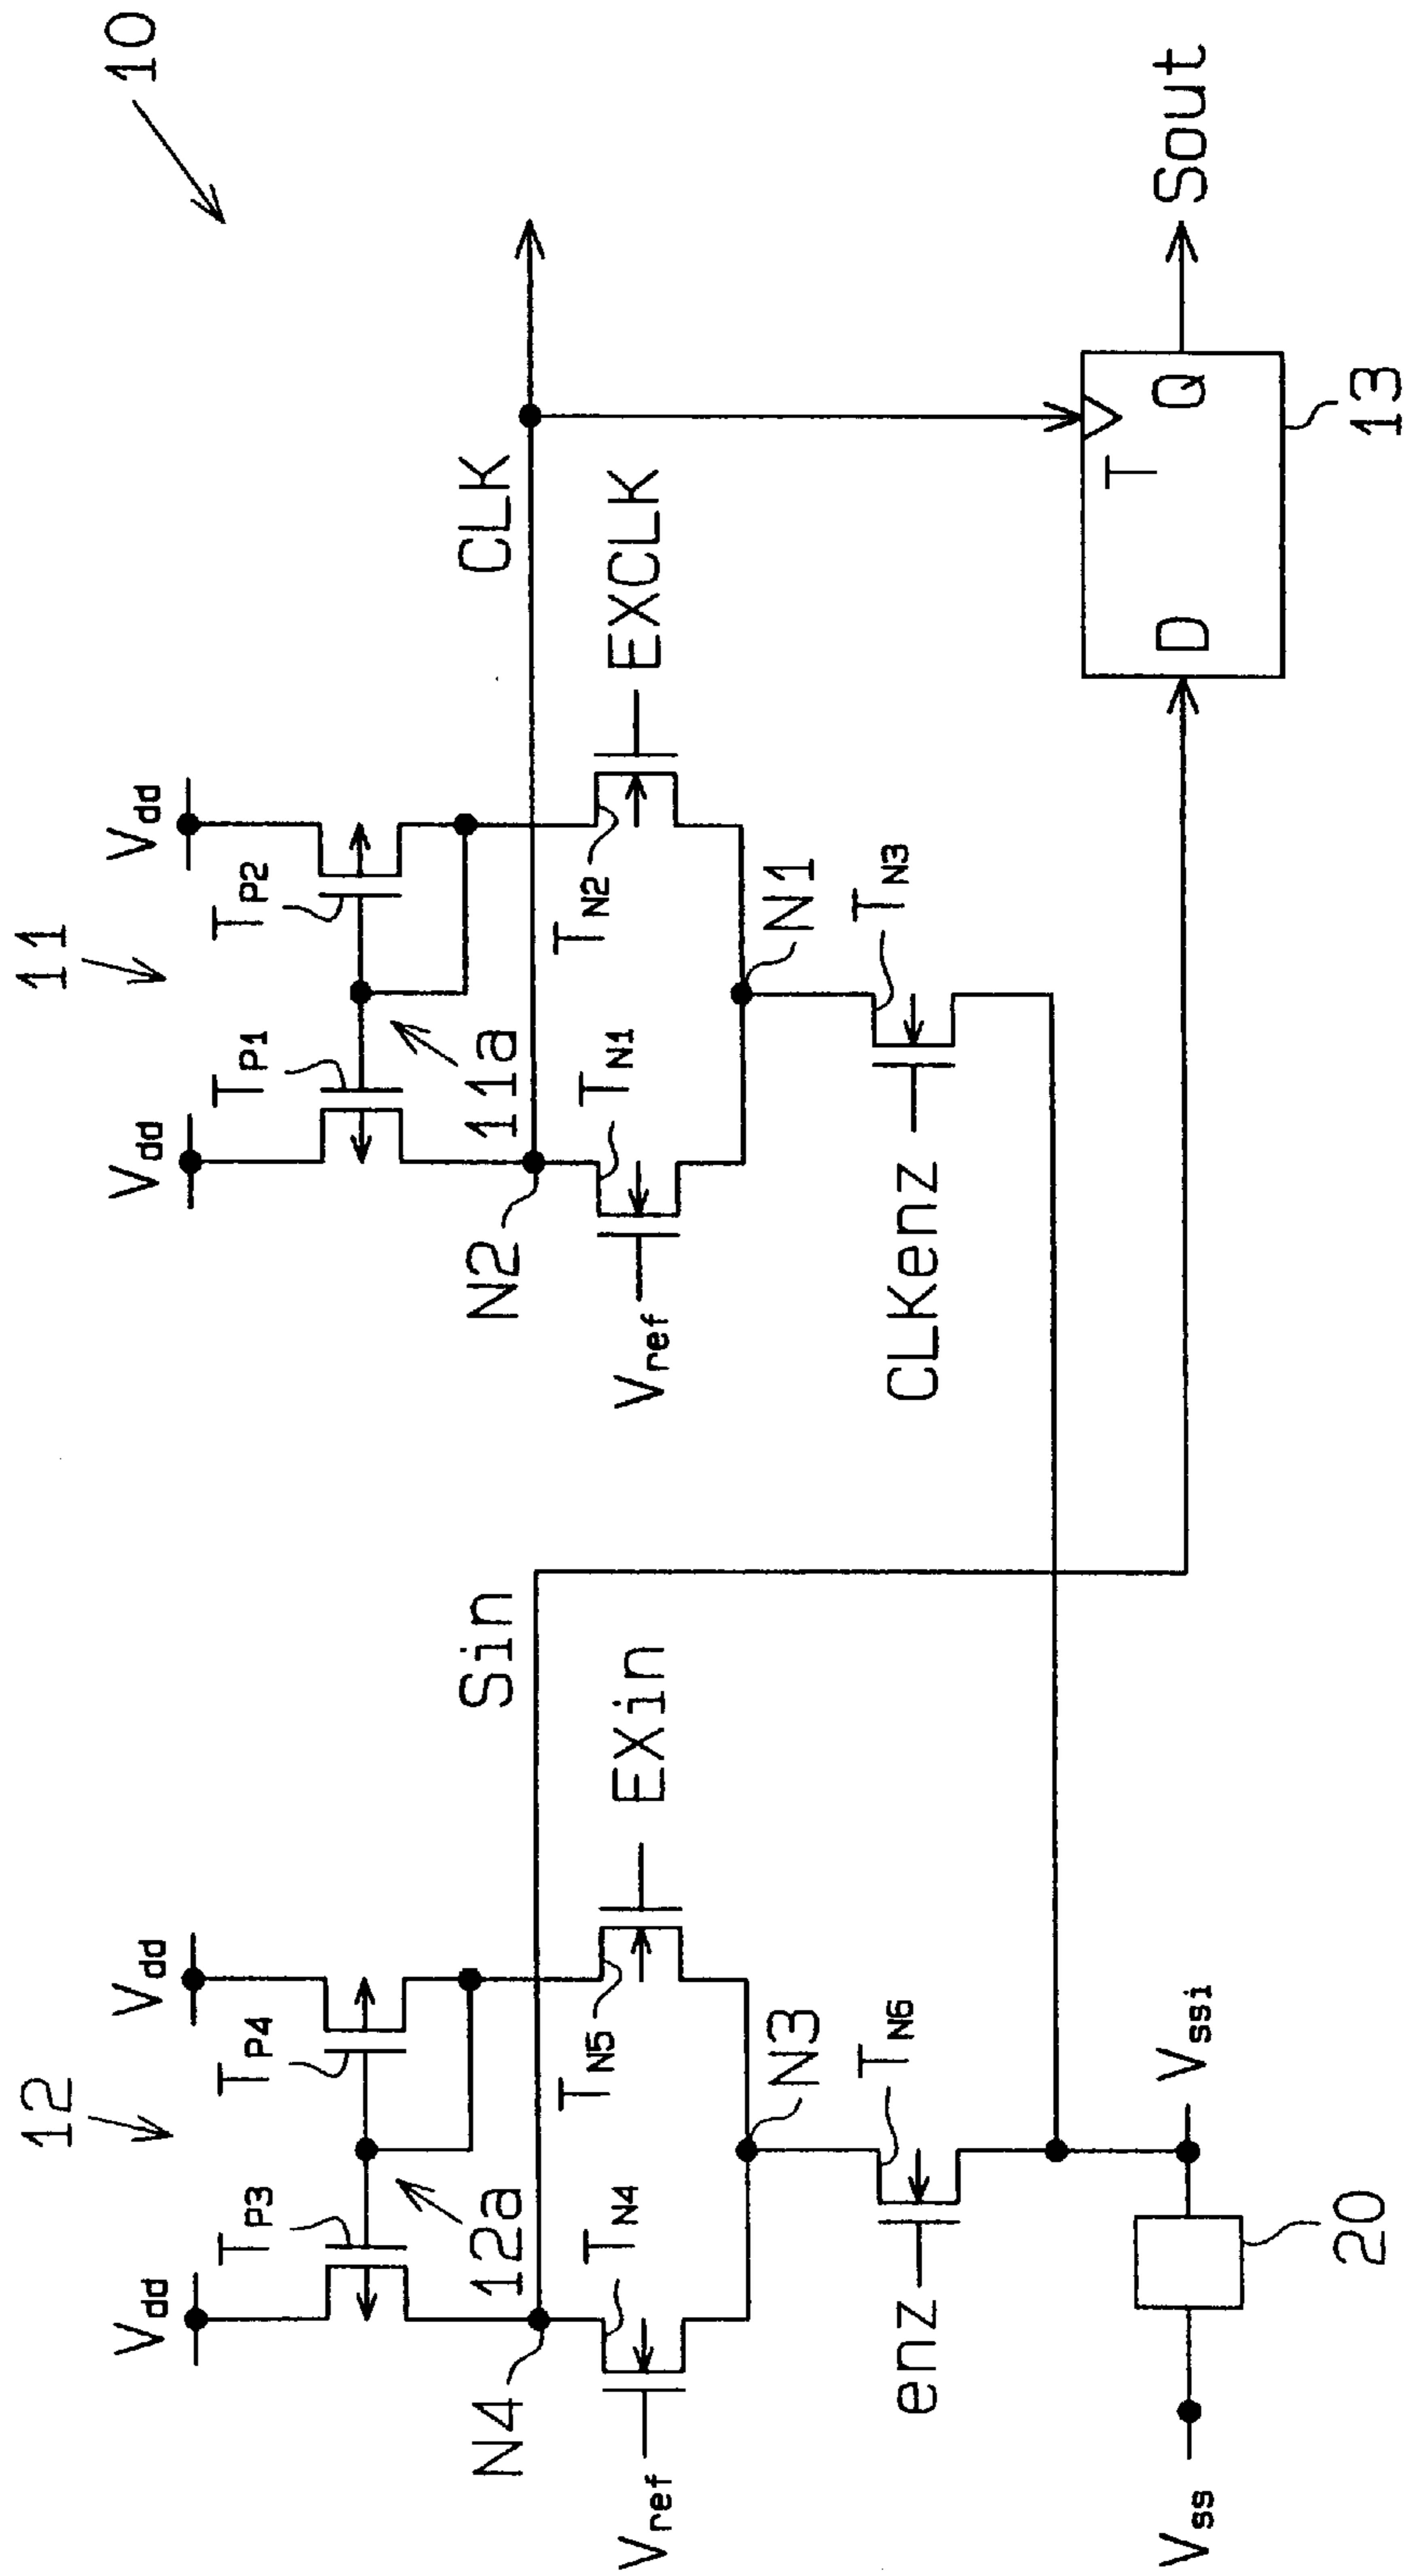 10
11
12
Vdd
Vdd
Vdd
Vdd
TP3
TP4
TP1
TP2
12a
11a
Sin
CLK
N4
N2
TN4
TN5
TN1
TN2
Vref
EXin
Vref
EXCLK
N3
N1
TN6
TN3
enz
CLKenz
T
D
Q
Sout
Vss
Vssi
20
13